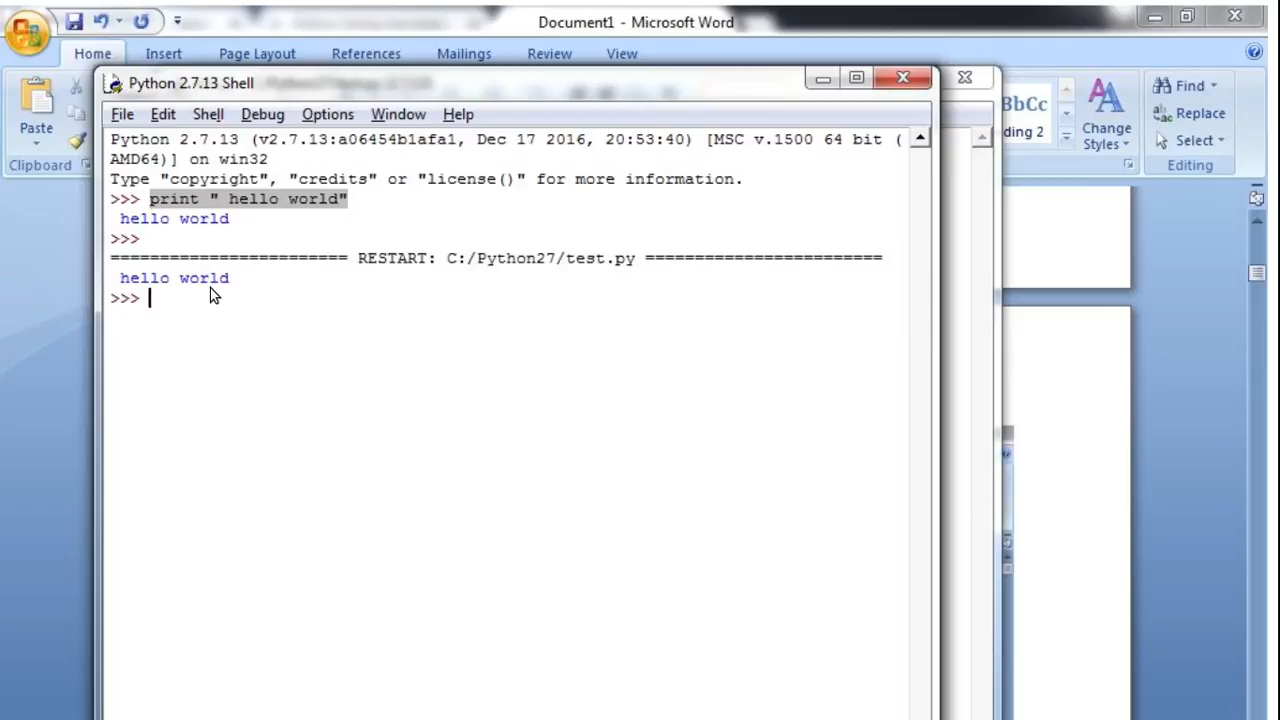 Document1 - Microsoft Word
Home Insert Page Layout References Mailings Review View
Python 2.7.13 Shell
File Edit Shell Debug Options Window Help
Python 2.7.13 (v2.7.13:a06454b1afa1, Dec 17 2016, 20:53:40) [MSC v.1500 64 bit (
AMD64)] on win32
Type "copyright", "credits" or "license()" for more information.
>>> print " hello world"
hello world
>>>
======================== RESTART: C:/Python27/test.py ========================
hello world
>>>
Paste
Clipboard
BbCc
ding 2
Change
Styles
Find
Replace
Select
Editing